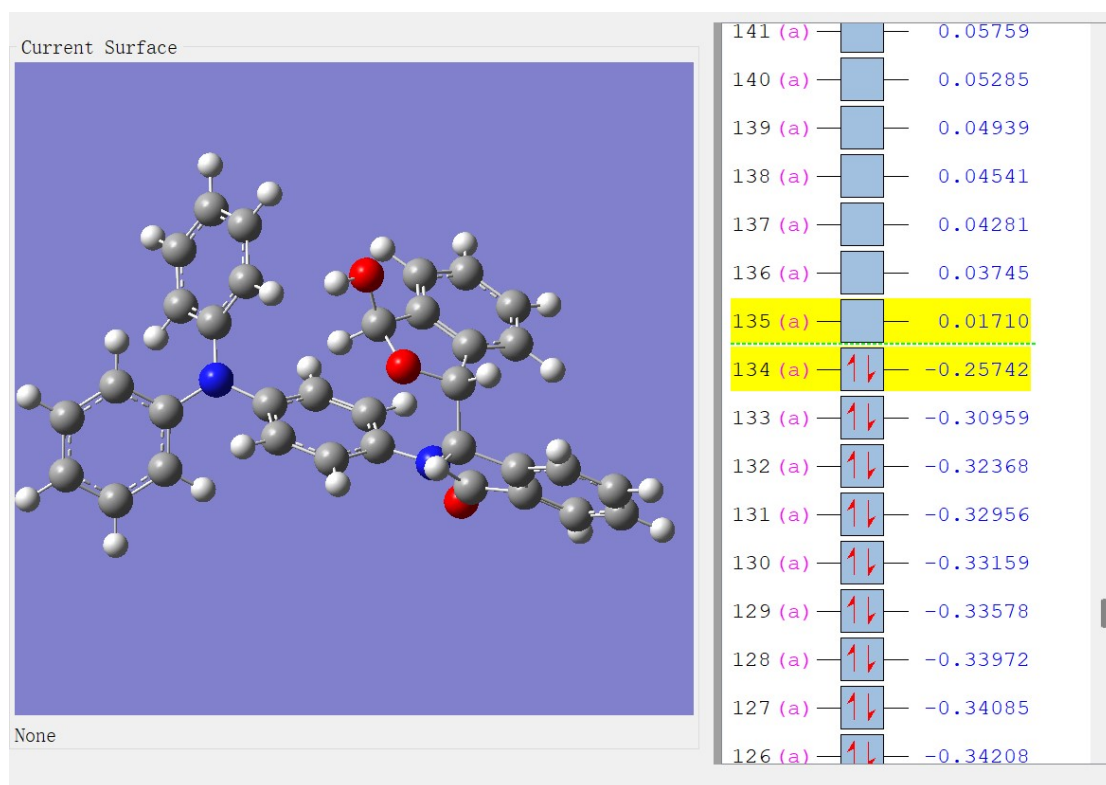 Current Surface
None
141 (a) 0.05759
140 (a) 0.05285
139 (a) 0.04939
138 (a) 0.04541
137 (a) 0.04281
136 (a) 0.03745
135 (a) 0.01710
134 (a) -0.25742
133 (a) -0.30959
132 (a) -0.32368
131 (a) -0.32956
130 (a) -0.33159
129 (a) -0.33578
128 (a) -0.33972
127 (a) -0.34085
126 (a) -0.34208